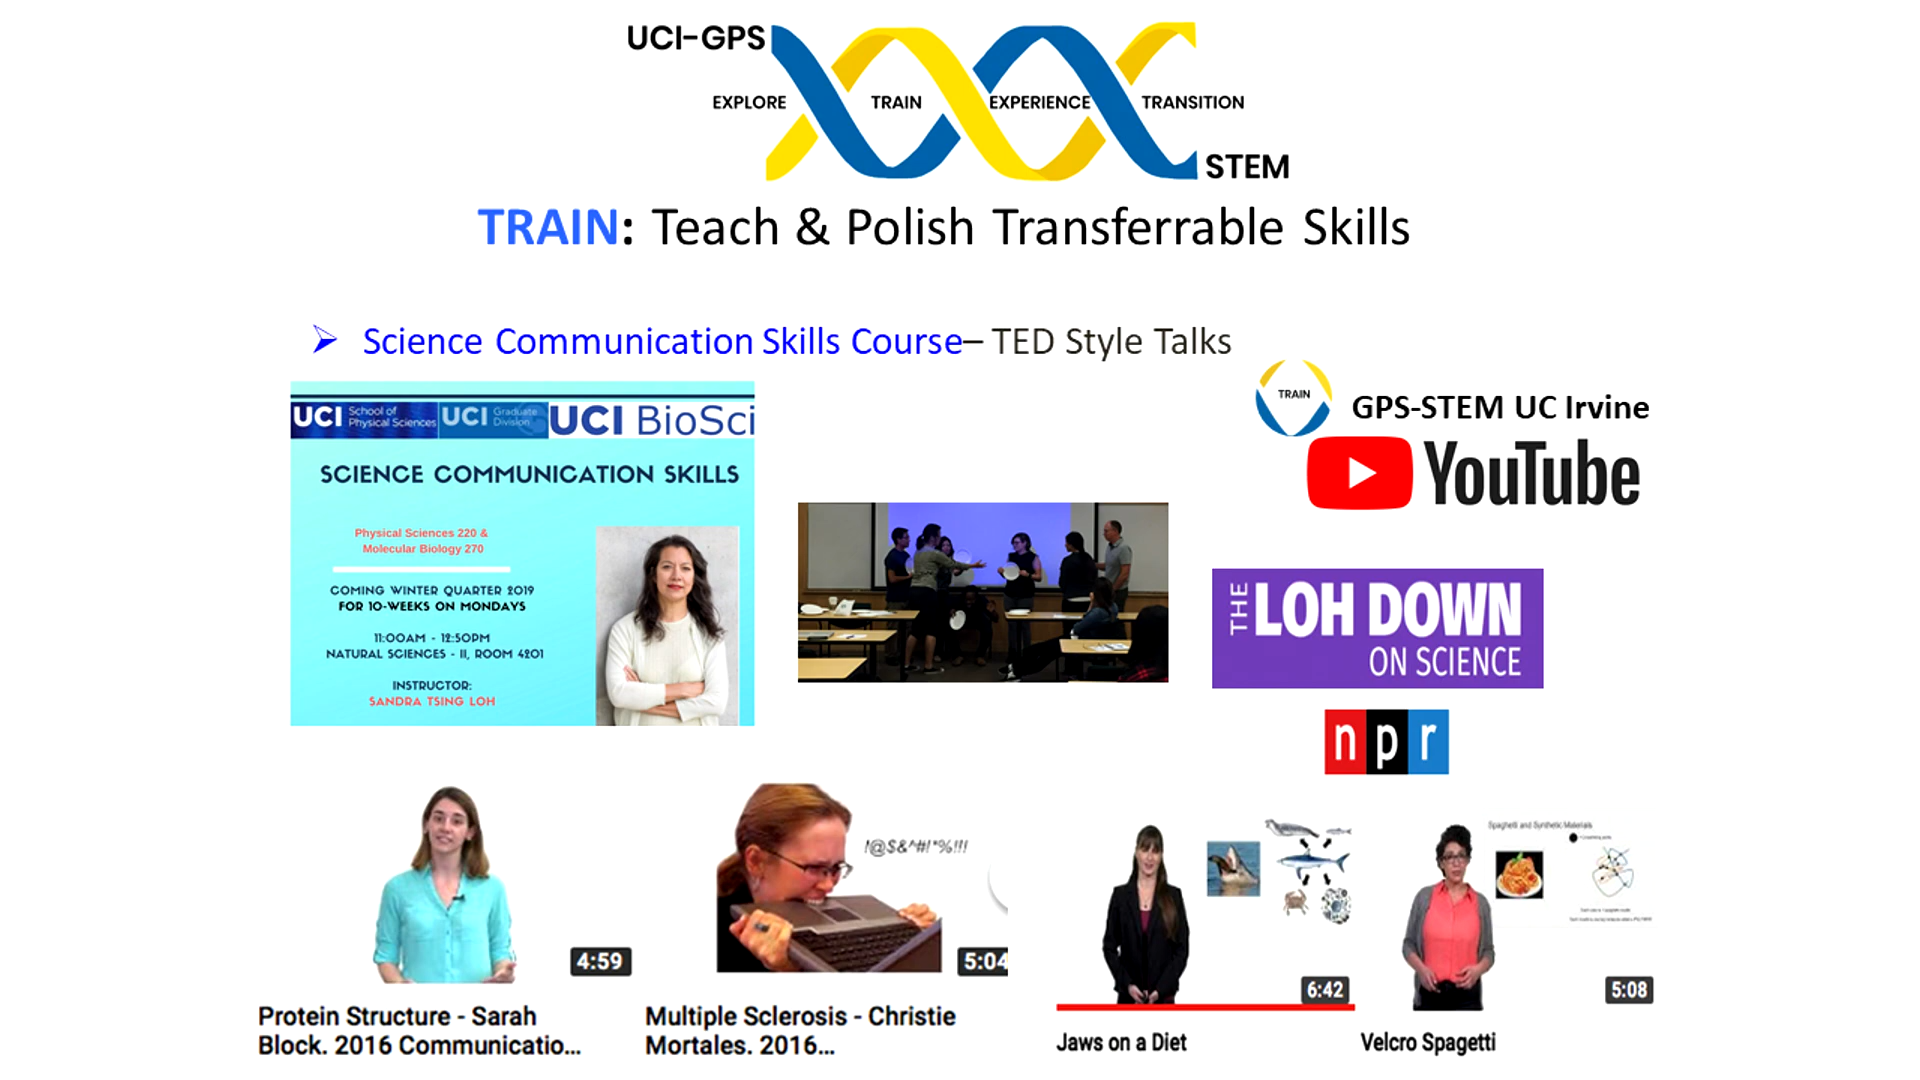 UCI-GPS
EXPLORE TRAIN EXPERIENCE TRANSITION
STEM
TRAIN: Teach & Polish Transferrable Skills
Science Communication Skills Course– TED Style Talks
UCI School of Physical Sciences UCI Graduate Division UCI BioSci
SCIENCE COMMUNICATION SKILLS
Physical Sciences 220 &
Molecular Biology 270
COMING WINTER QUARTER 2019
FOR 10-WEEKS ON MONDAYS
11:00AM - 12:50PM
NATURAL SCIENCES - II, ROOM 4201
INSTRUCTOR:
SANDRA TSING LOH
TRAIN
GPS-STEM UC Irvine
YouTube
THE LOH DOWN
ON SCIENCE
npr
4:59
Protein Structure - Sarah
Block. 2016 Communicatio...
!@$&^#!*%!!!
5:04
Multiple Sclerosis - Christie
Mortales. 2016...
6:42
Jaws on a Diet
Spaghetti and Synthetic Materials
5:08
Velcro Spagetti